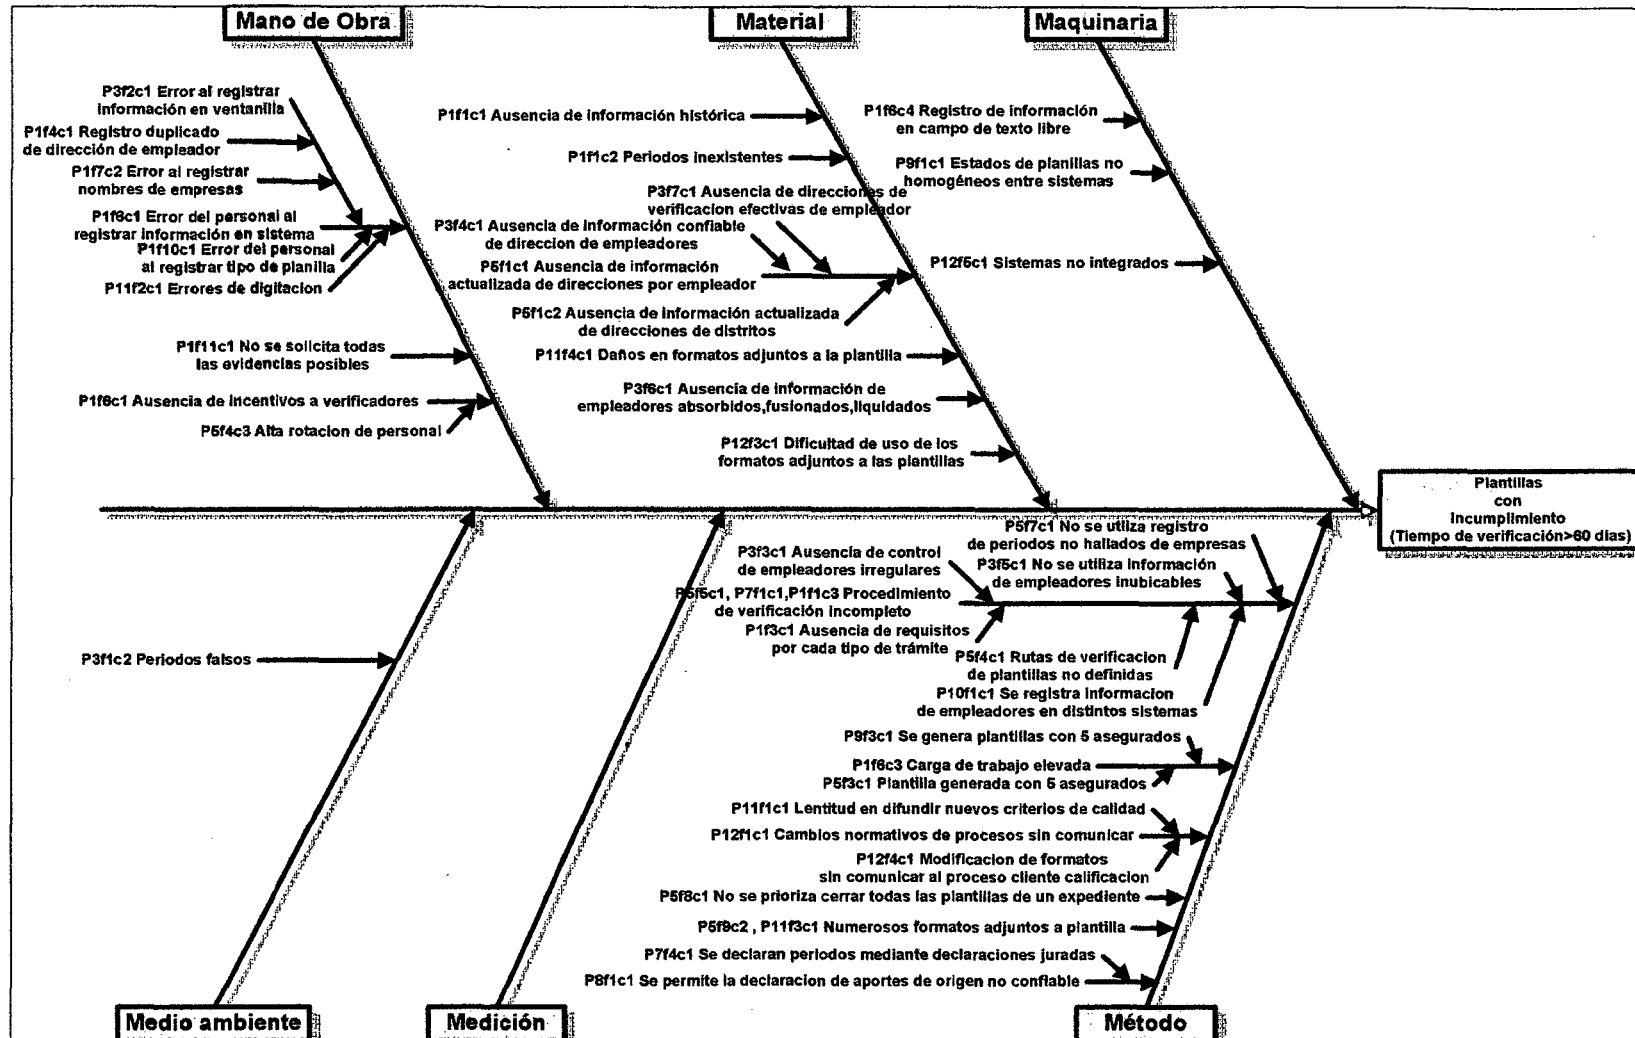 Mano de Obra
Material
Maquinaria
P3f2c1 Error al registrar
información en ventanilla
P1f4c1 Registro duplicado
de dirección de empleador
P1f7c2 Error al registrar
nombres de empresas
P1f6c1 Error del personal al
registrar información en sistema
P1f10c1 Error del personal
al registrar tipo de planilla
P11f2c1 Errores de digitacion
P1f11c1 No se solicita todas
las evidencias posibles
P1f6c1 Ausencia de incentivos a verificadores
P5f4c3 Alta rotacion de personal
P1f1c1 Ausencia de información histórica
P1f1c2 Periodos inexistentes
P3f7c1 Ausencia de direcciones de
verificacion efectivas de empleador
P3f4c1 Ausencia de información confiable
de direccion de empleadores
P5f1c1 Ausencia de información
actualizada de direcciones por empleador
P5f1c2 Ausencia de información actualizada
de direcciones de distritos
P11f4c1 Daños en formatos adjuntos a la plantilla
P3f6c1 Ausencia de información de
empleadores absorbidos,fusionados,liquidados
P12f3c1 Dificultad de uso de los
formatos adjuntos a las plantillas
P1f6c4 Registro de información
en campo de texto libre
P9f1c1 Estados de planillas no
homogéneos entre sistemas
P12f5c1 Sistemas no integrados
Plantillas
con
incumplimiento
(Tiempo de verificación>60 días)
P3f1c2 Periodos falsos
P5f7c1 No se utiliza registro
de periodos no hallados de empresas
P3f3c1 Ausencia de control
de empleadores irregulares
P3f5c1 No se utiliza información
de empleadores inubicables
P5f5c1, P7f1c1,P1f1c3 Procedimiento
de verificación incompleto
P1f3c1 Ausencia de requisitos
por cada tipo de trámite
P5f4c1 Rutas de verificacion
de plantillas no definidas
P10f1c1 Se registra informacion
de empleadores en distintos sistemas
P9f3c1 Se genera plantillas con 5 asegurados
P1f6c3 Carga de trabajo elevada
P5f3c1 Plantilla generada con 5 asegurados
P11f1c1 Lentitud en difundir nuevos criterios de calidad
P12f1c1 Cambios normativos de procesos sin comunicar
P12f4c1 Modificacion de formatos
sin comunicar al proceso cliente calificacion
P5f8c1 No se prioriza cerrar todas las plantillas de un expediente
P5f9c2 , P11f3c1 Numerosos formatos adjuntos a plantilla
P7f4c1 Se declaran periodos mediante declaraciones juradas
P8f1c1 Se permite la declaracion de aportes de origen no confiable
Medio ambiente
Medición
Método